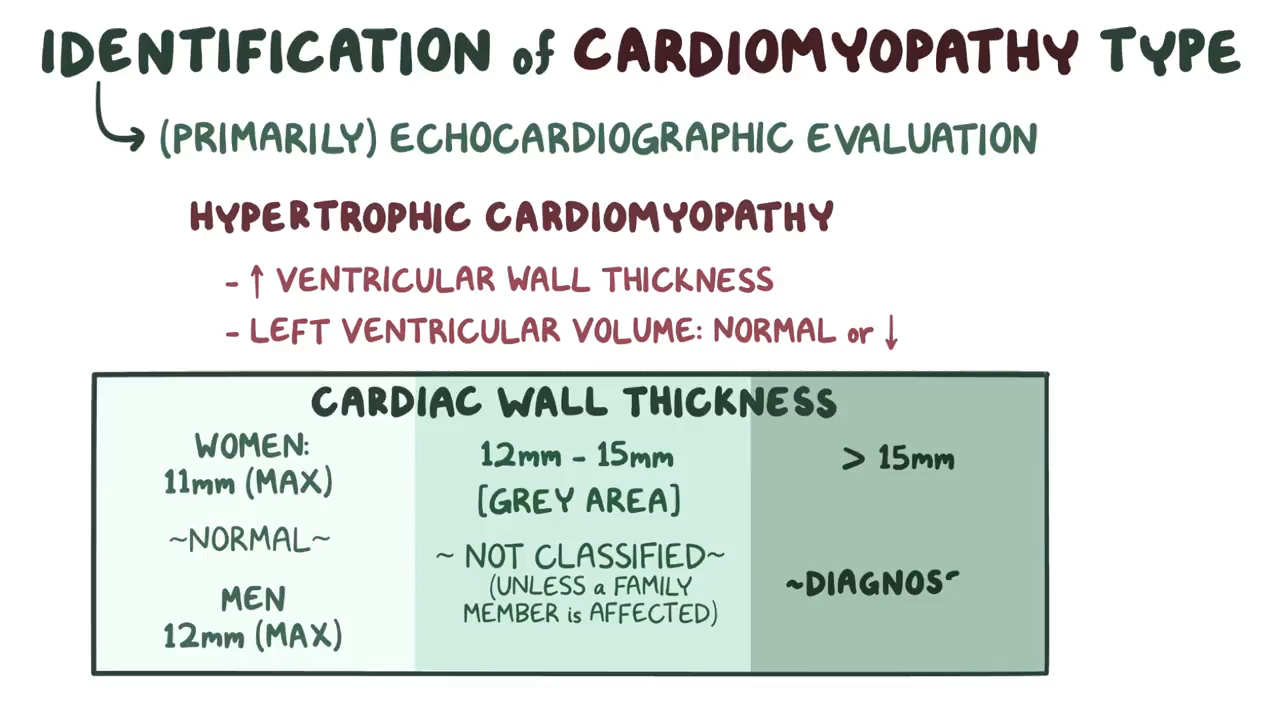 IDENTIFICATION of CARDIOMYOPATHY TYPE
(PRIMARILY) ECHOCARDIOGRAPHIC EVALUATION
HYPERTROPHIC CARDIOMYOPATHY
- ↑ VENTRICULAR WALL THICKNESS
- LEFT VENTRICULAR VOLUME: NORMAL or ↓
CARDIAC WALL THICKNESS
WOMEN:
11mm (MAX)
~NORMAL~
MEN
12mm (MAX)
12mm - 15mm
[GREY AREA]
~ NOT CLASSIFIED~
(UNLESS a FAMILY
MEMBER is AFFECTED)
> 15mm
~DIAGNOS